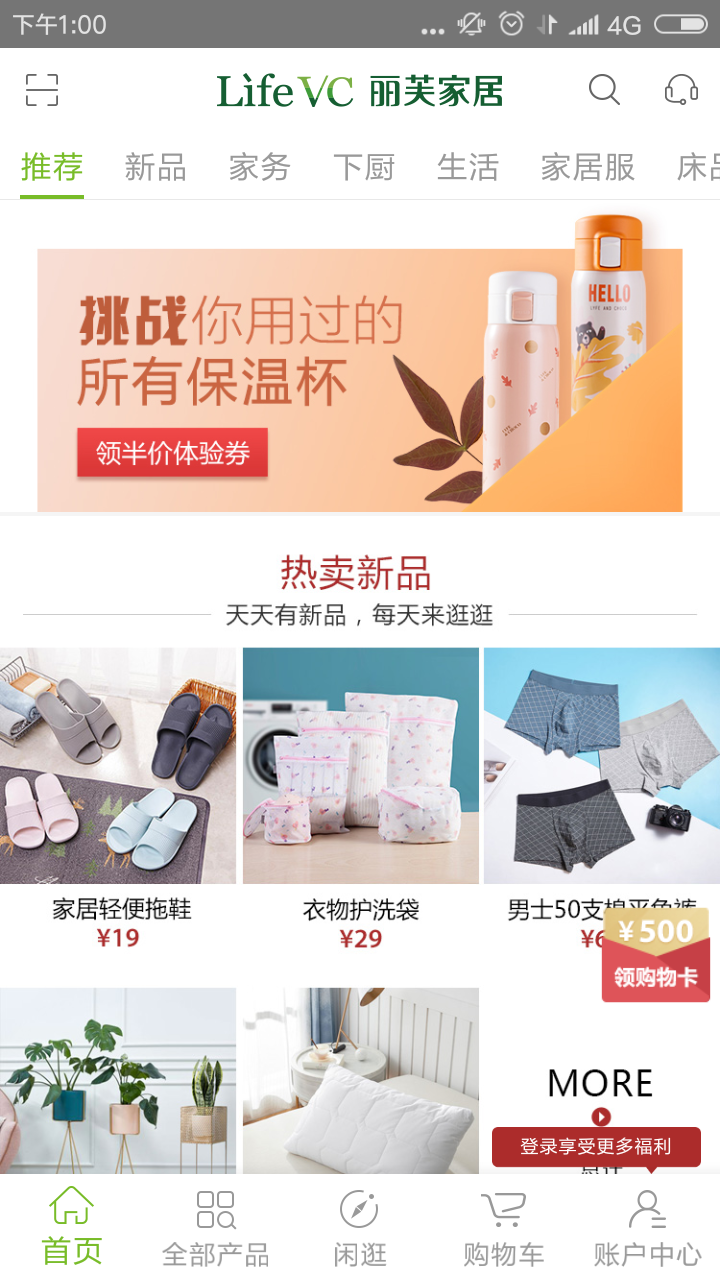 下午1:00
4G
LifeVC 丽芙家居
推荐 新品 家务 下厨 生活 家居服 床品
挑战你用过的
所有保温杯
领半价体验券
HELLO
热卖新品
天天有新品，每天来逛逛
家居轻便拖鞋
¥19
衣物护洗袋
¥29
男士50支棉平角裤
¥6
¥500
领购物卡
MORE
登录享受更多福利
首页 全部产品 闲逛 购物车 账户中心